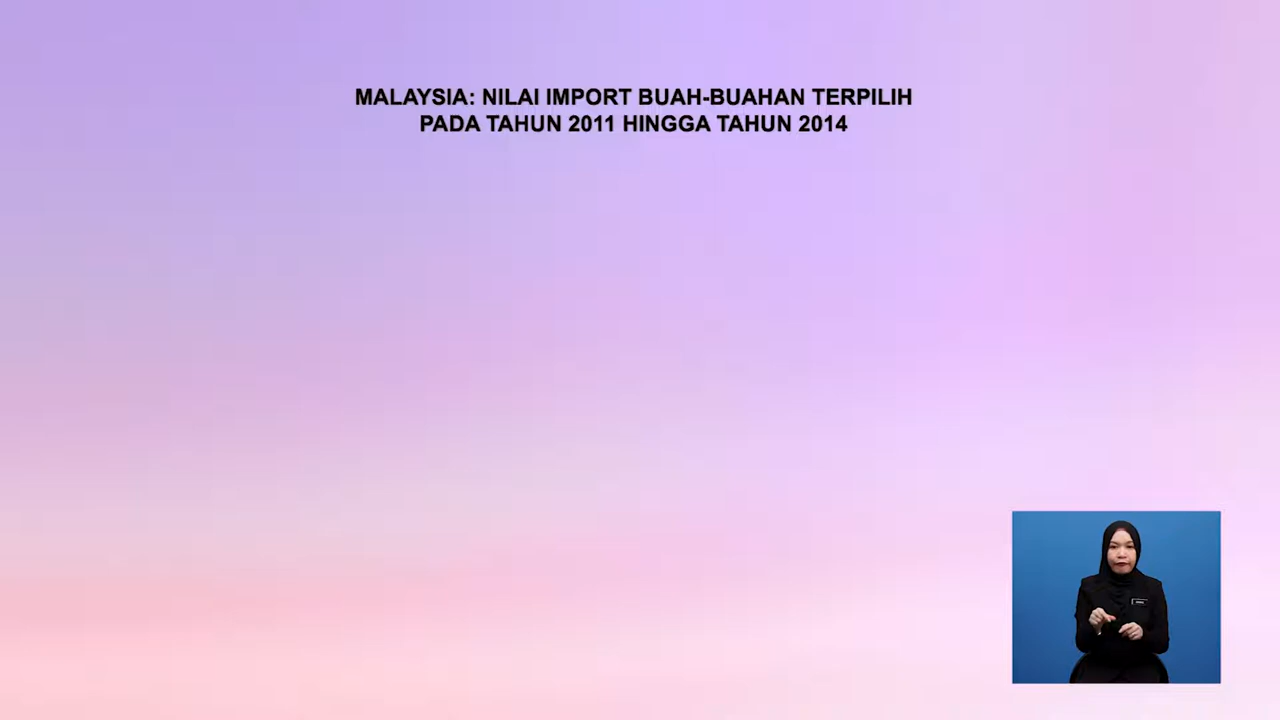 MALAYSIA: NILAI IMPORT BUAH-BUAHAN TERPILIH
PADA TAHUN 2011 HINGGA TAHUN 2014